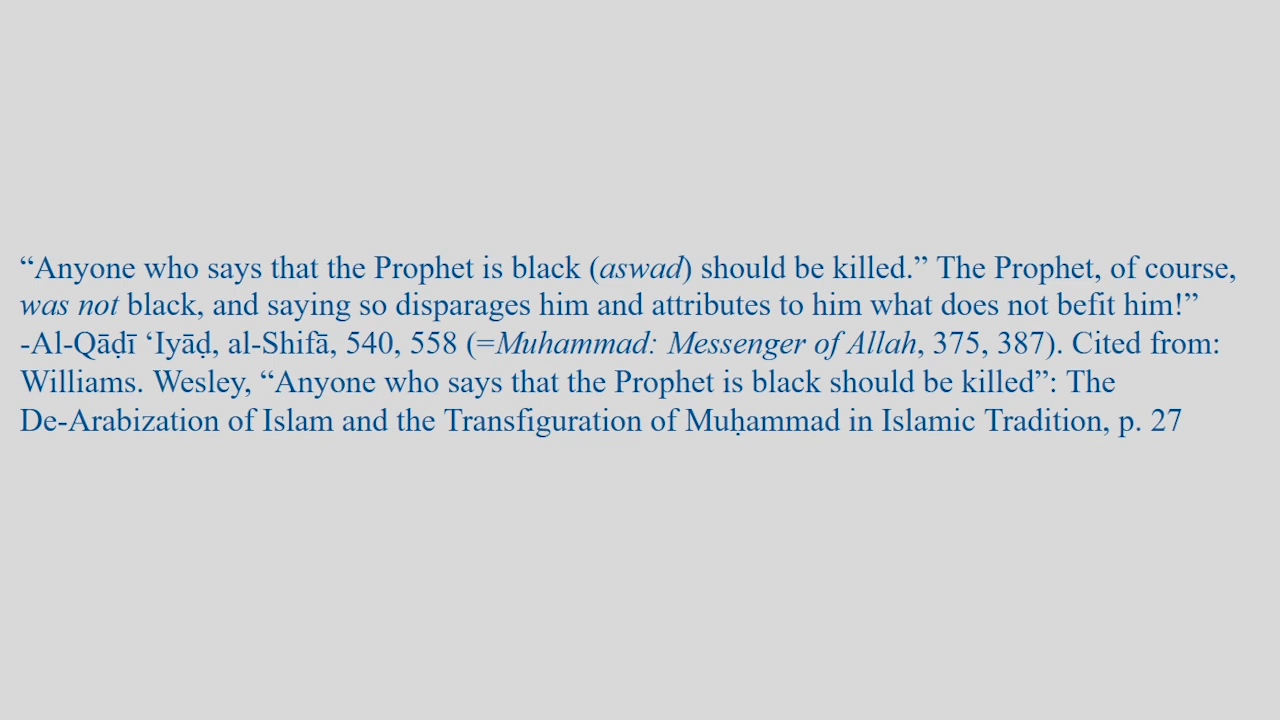 “Anyone who says that the Prophet is black (aswad) should be killed.” The Prophet, of course,
was not black, and saying so disparages him and attributes to him what does not befit him!”
-Al-Qāḍī ‘Iyāḍ, al-Shifā, 540, 558 (=Muhammad: Messenger of Allah, 375, 387). Cited from:
Williams. Wesley, “Anyone who says that the Prophet is black should be killed”: The
De-Arabization of Islam and the Transfiguration of Muḥammad in Islamic Tradition, p. 27